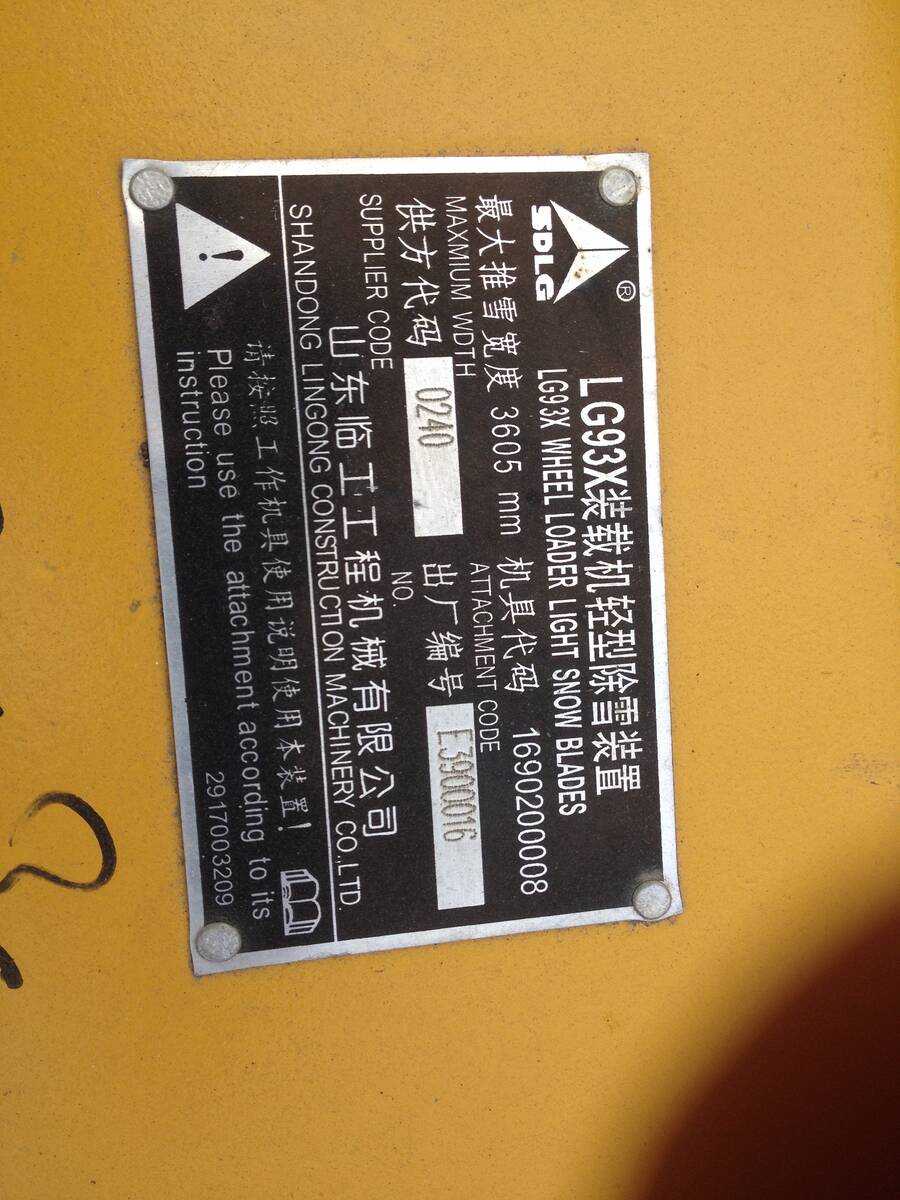 SDLG ®
LG93X装载机轻型除雪装置
LG93X WHEEL LOADER LIGHT SNOW BLADES
最大推雪宽度 3605 mm 机具代码 1690200008
MAXMIUM WDTH ATTACHMENT CODE
供方代码 0240 出厂编号 E3900016
SUPPLIER CODE NO.
山东临工工程机械有限公司
SHANDONG LINGONG CONSTRUCTION MACHINERY CO.,LTD.
请按照工作机具使用说明使用本装置!
Please use the attachment according to its
instruction
2917003209